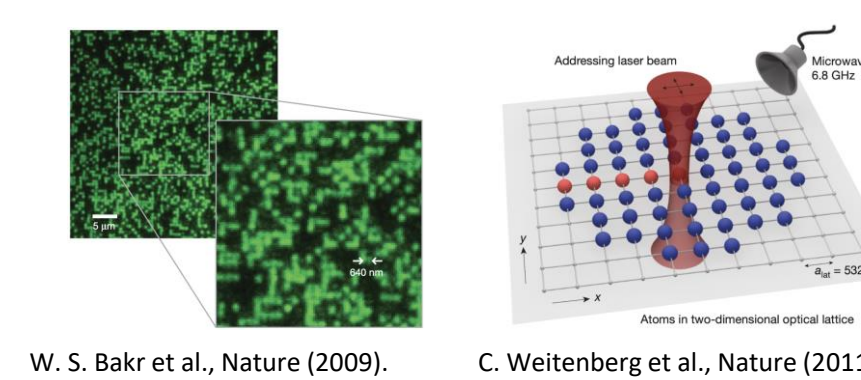 5 µm
640 nm
W. S. Bakr et al., Nature (2009).
Addressing laser beam
Microwav
6.8 GHz
y
x
a_lat = 532
Atoms in two-dimensional optical lattice
C. Weitenberg et al., Nature (2011